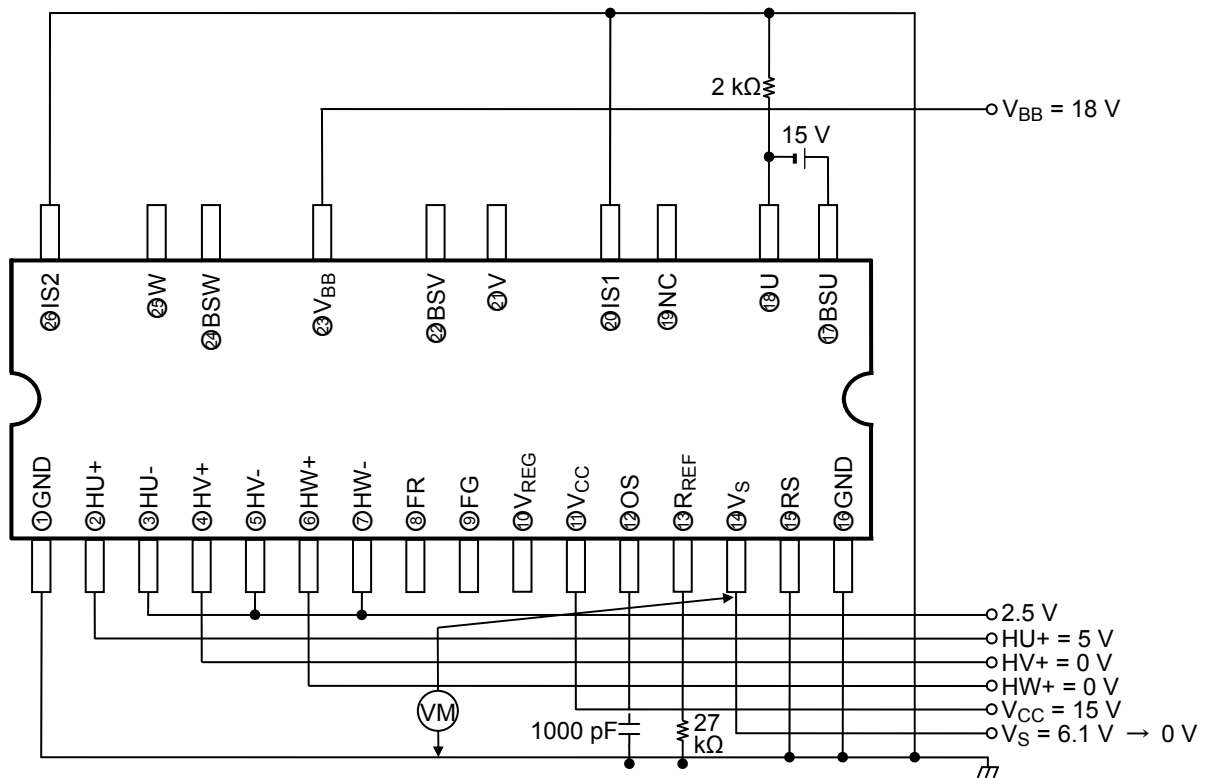 2 kΩ
V_BB = 18 V
15 V
㉖IS2
㉕W
㉔BSW
㉓V_BB
㉒BSV
㉑V
⑳IS1
⑲NC
⑱U
⑰BSU
①GND
②HU+
③HU-
④HV+
⑤HV-
⑥HW+
⑦HW-
⑧FR
⑨FG
⑩V_REG
⑪V_CC
⑫OS
⑬R_REF
⑭V_S
⑮RS
⑯GND
2.5 V
HU+ = 5 V
HV+ = 0 V
HW+ = 0 V
VM
V_CC = 15 V
1000 pF
27
kΩ
V_S = 6.1 V → 0 V